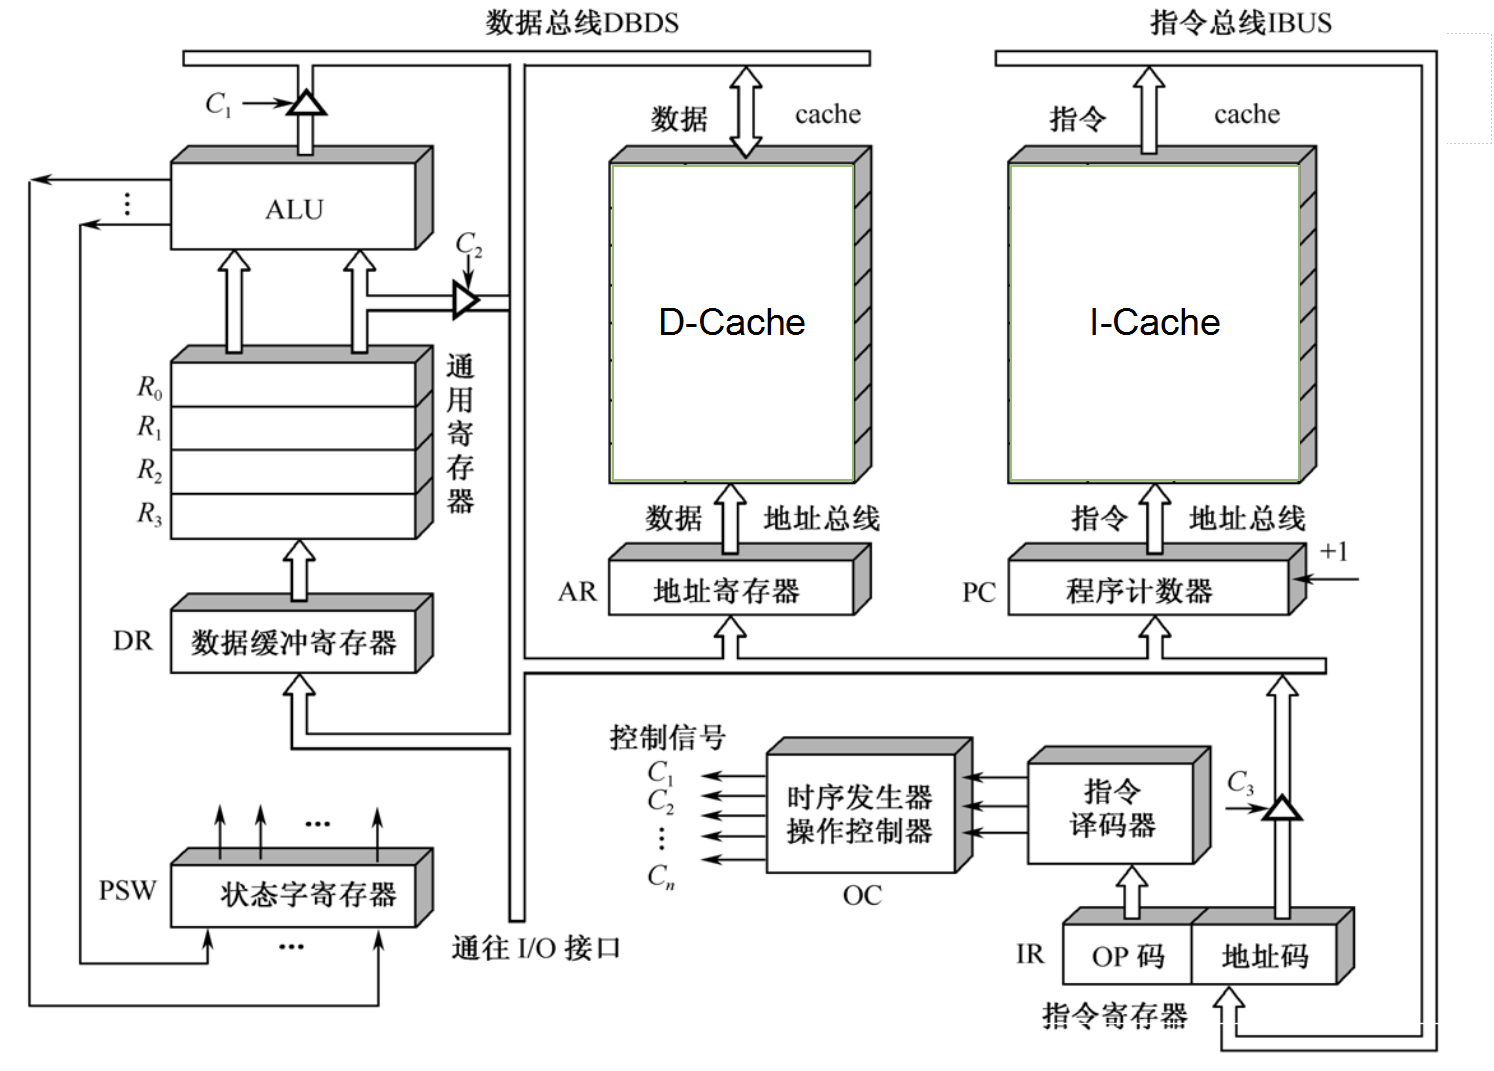 数据总线DBDS
指令总线IBUS
C1
数据
cache
指令
cache
ALU
C2
D-Cache
I-Cache
通用寄存器
R0
R1
R2
R3
数据
地址总线
指令
地址总线
+1
AR
地址寄存器
PC
程序计数器
DR
数据缓冲寄存器
控制信号
C1
C2
Cn
时序发生器
操作控制器
OC
指令
译码器
C3
PSW
状态字寄存器
通往 I/O 接口
IR
OP 码
地址码
指令寄存器